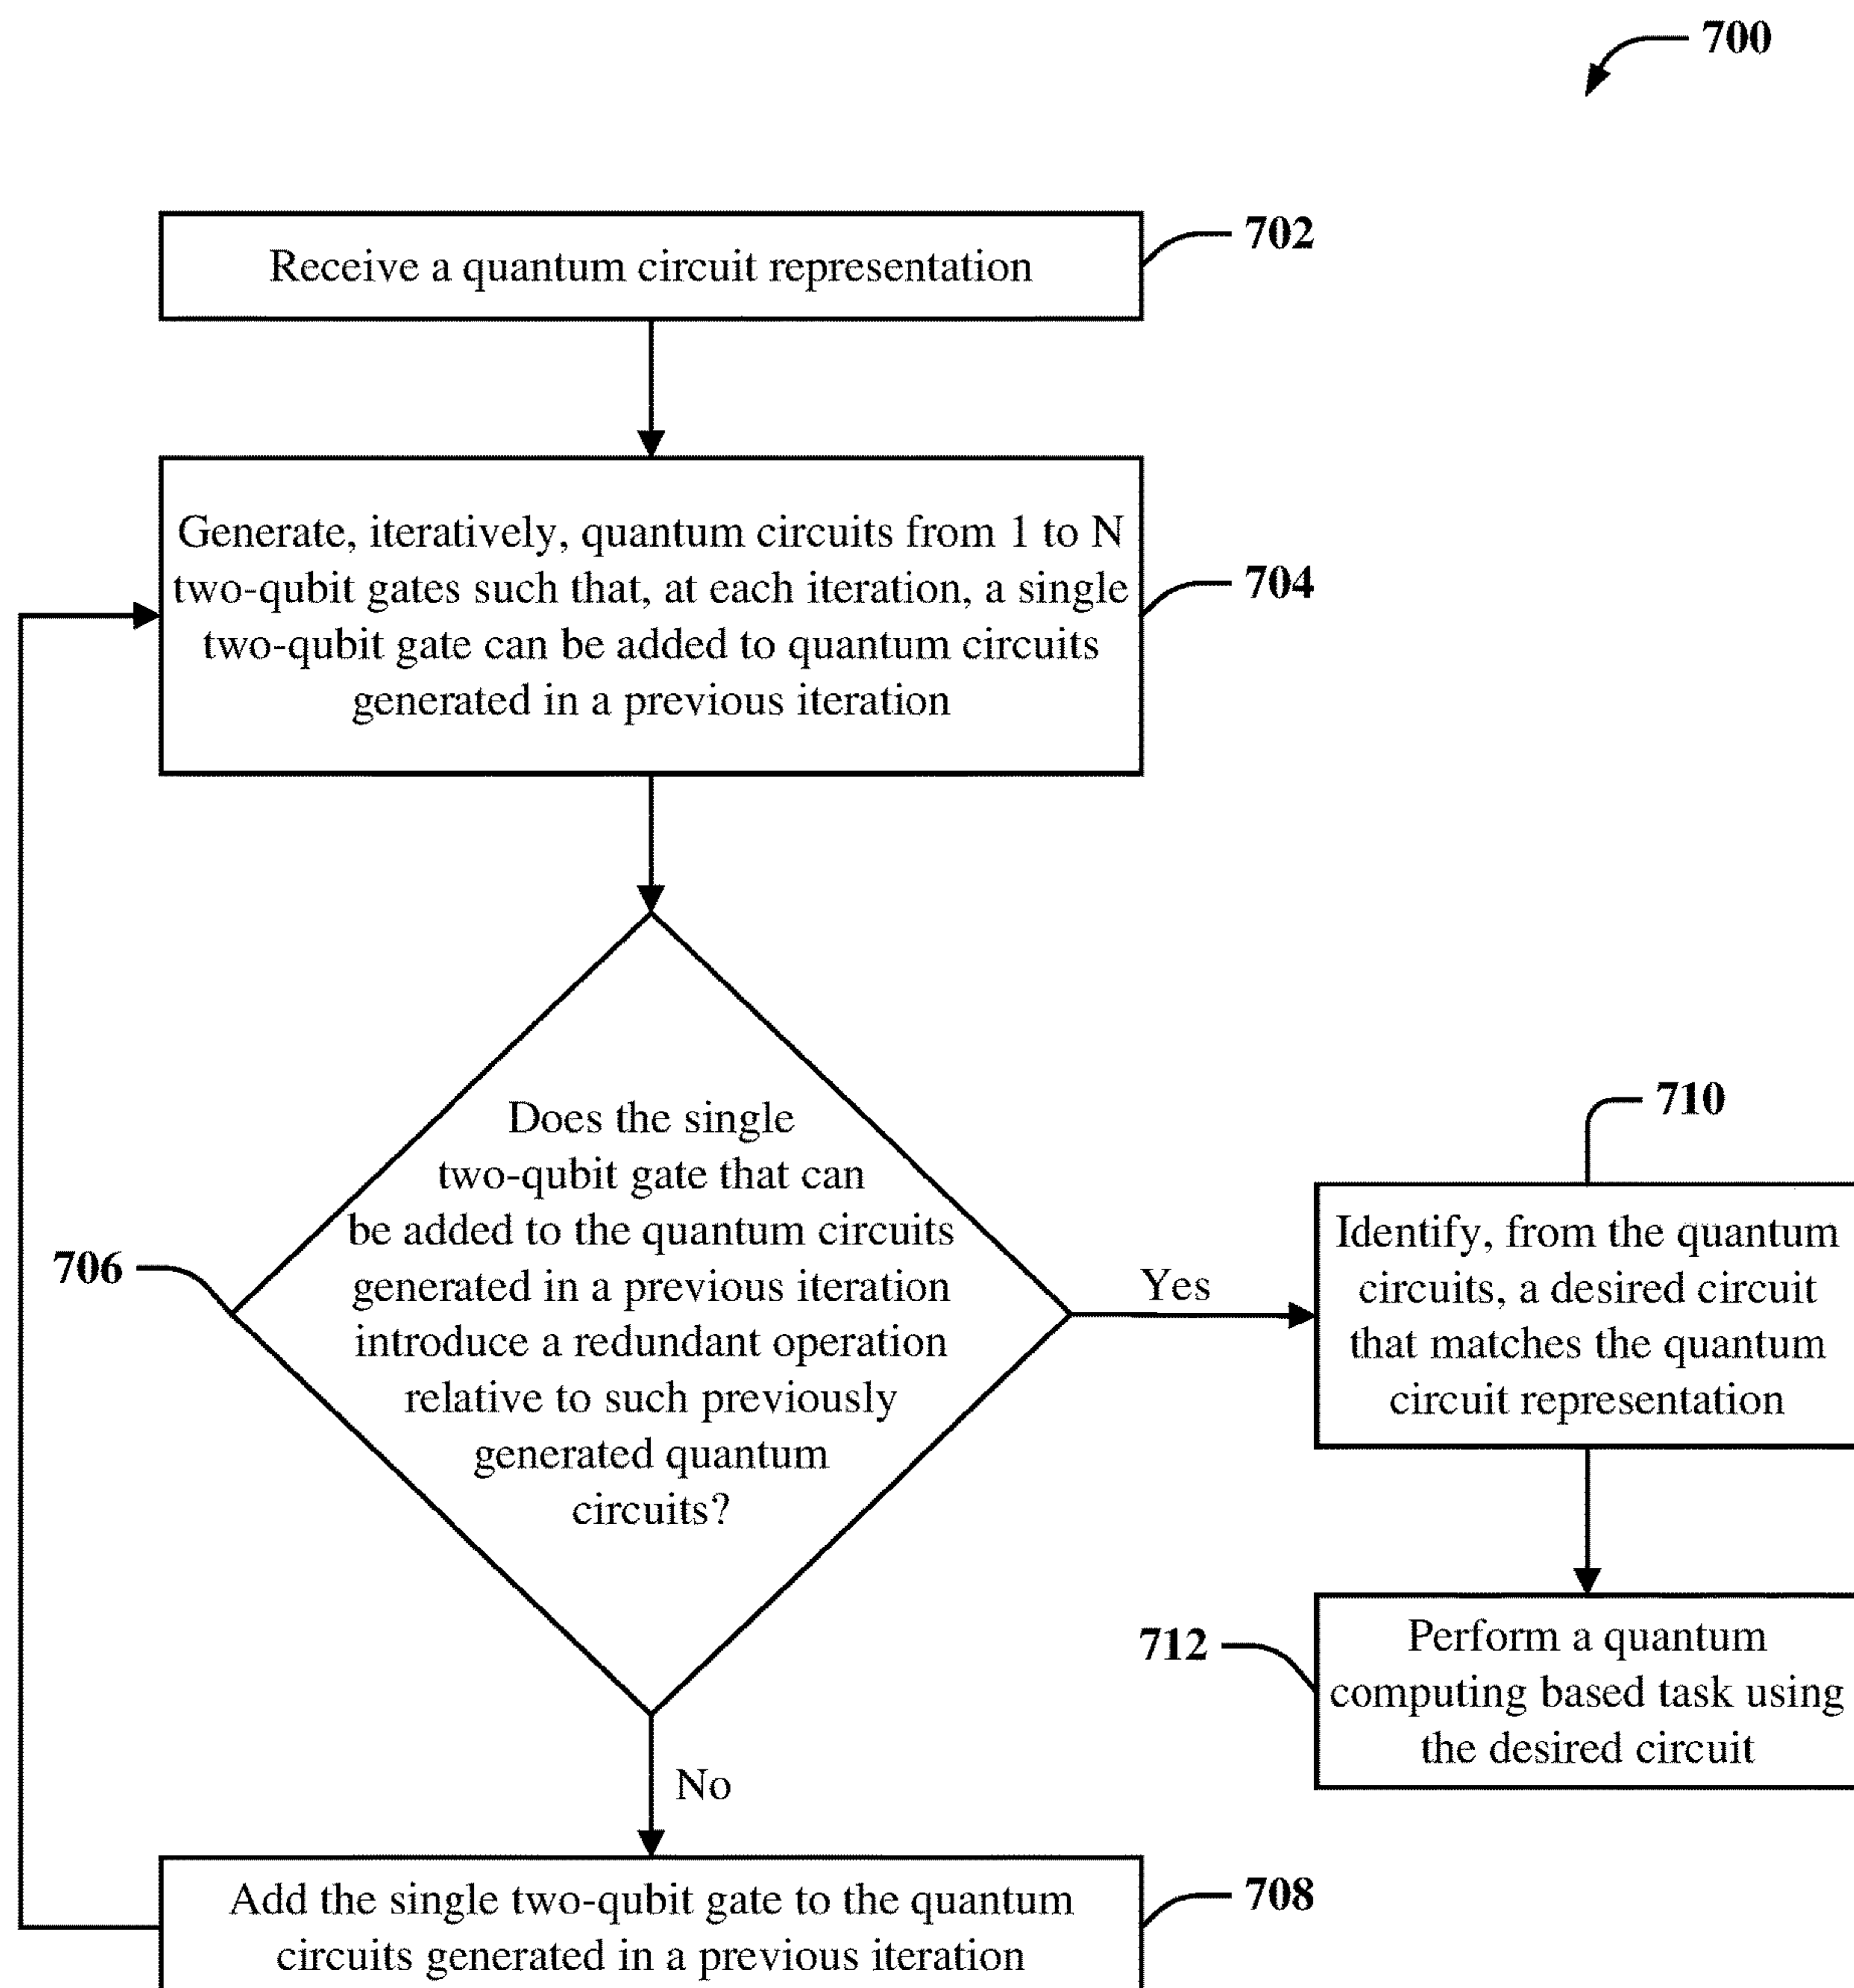 700
702
Receive a quantum circuit representation
704
Generate, iteratively, quantum circuits from 1 to N
two-qubit gates such that, at each iteration, a single
two-qubit gate can be added to quantum circuits
generated in a previous iteration
706
Does the single
two-qubit gate that can
be added to the quantum circuits
generated in a previous iteration
introduce a redundant operation
relative to such previously
generated quantum
circuits?
Yes
710
Identify, from the quantum
circuits, a desired circuit
that matches the quantum
circuit representation
712
Perform a quantum
computing based task using
the desired circuit
No
708
Add the single two-qubit gate to the quantum
circuits generated in a previous iteration